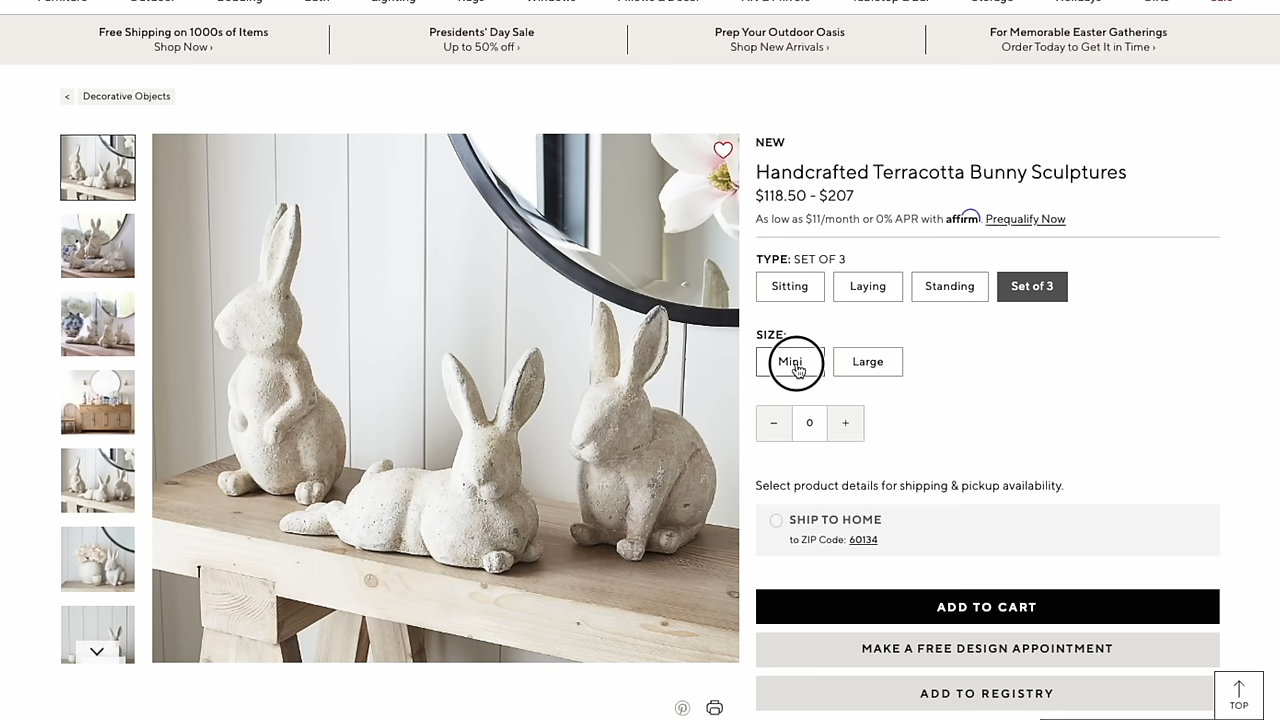 Free Shipping on 1000s of Items
Shop Now ›
Presidents' Day Sale
Up to 50% off ›
Prep Your Outdoor Oasis
Shop New Arrivals ›
For Memorable Easter Gatherings
Order Today to Get It in Time ›
< Decorative Objects
NEW
Handcrafted Terracotta Bunny Sculptures
$118.50 - $207
As low as $11/month or 0% APR with affirm. Prequalify Now
TYPE: SET OF 3
Sitting
Laying
Standing
Set of 3
SIZE:
Mini
Large
− 0 +
Select product details for shipping & pickup availability.
SHIP TO HOME
to ZIP Code: 60134
ADD TO CART
MAKE A FREE DESIGN APPOINTMENT
ADD TO REGISTRY
TOP